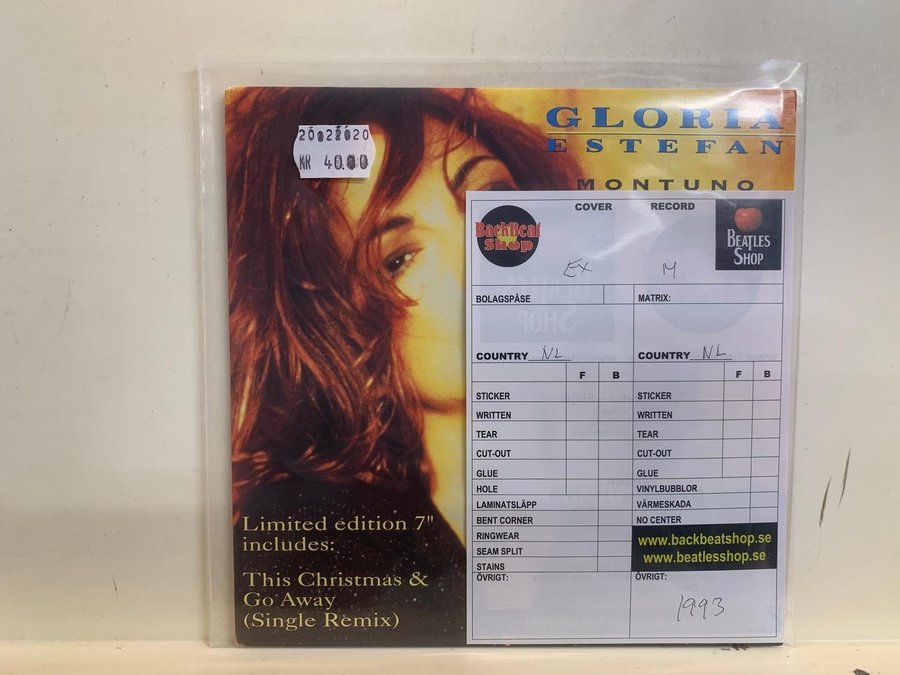 GLORIA
ESTEFAN
MONTUNO
KR 40.00
COVER RECORD
BackBeat
Shop
BEATLES
SHOP
EX M
BOLAGSPÅSE MATRIX:
COUNTRY NL COUNTRY NL
F B F B
STICKER STICKER
WRITTEN WRITTEN
TEAR TEAR
CUT-OUT CUT-OUT
GLUE GLUE
HOLE VINYLBUBBLOR
LAMINATSLÄPP VÄRMESKADA
BENT CORNER NO CENTER
RINGWEAR
SEAM SPLIT
STAINS
www.backbeatshop.se
www.beatlesshop.se
ÖVRIGT: ÖVRIGT:
1993
Limited edition 7"
includes:
This Christmas &
Go Away
(Single Remix)